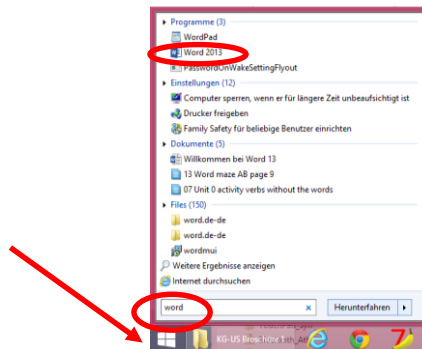 Programme (3)
WordPad
Word 2013
PasswordOnWakeSettingFlyout
Einstellungen (12)
Computer sperren, wenn er für längere Zeit unbeaufsichtigt ist
Drucker freigeben
Family Safety für beliebige Benutzer einrichten
Dokumente (5)
Willkommen bei Word 13
13 Word maze AB page 9
07 Unit 0 activity verbs without the words
Files (150)
word.de-de
word.de-de
wordmui
Weitere Ergebnisse anzeigen
Internet durchsuchen
word
Herunterfahren
KG-US